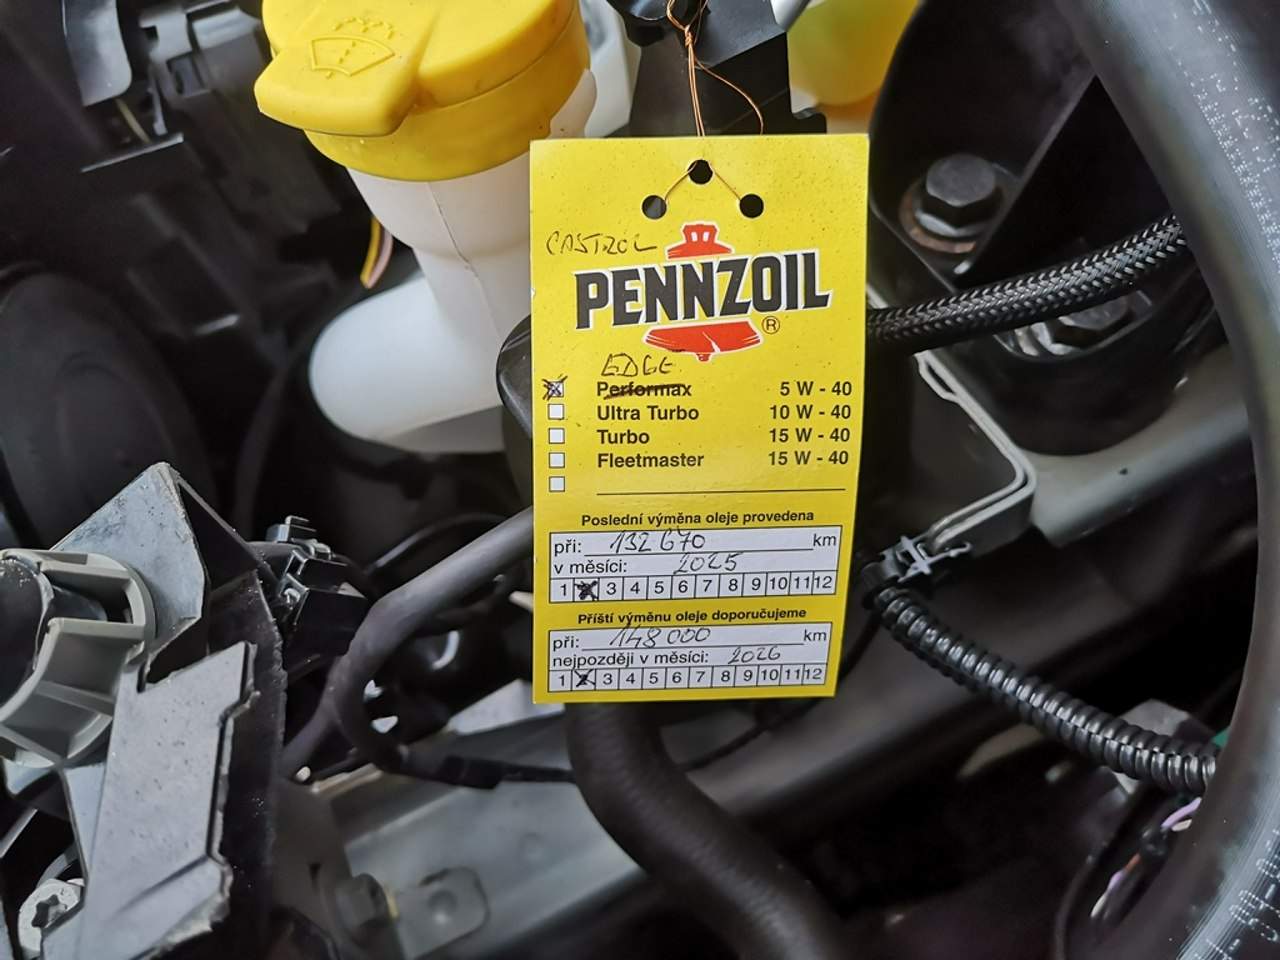 CASTROL
PENNZOIL
®
EDGE
Performax 5 W - 40
Ultra Turbo 10 W - 40
Turbo 15 W - 40
Fleetmaster 15 W - 40
Poslední výměna oleje provedena
při: 132 670 km
v měsíci: 2025
1 2 3 4 5 6 7 8 9 10 11 12
Příští výměnu oleje doporučujeme
při: 148 000 km
nejpozději v měsíci: 2026
1 2 3 4 5 6 7 8 9 10 11 12